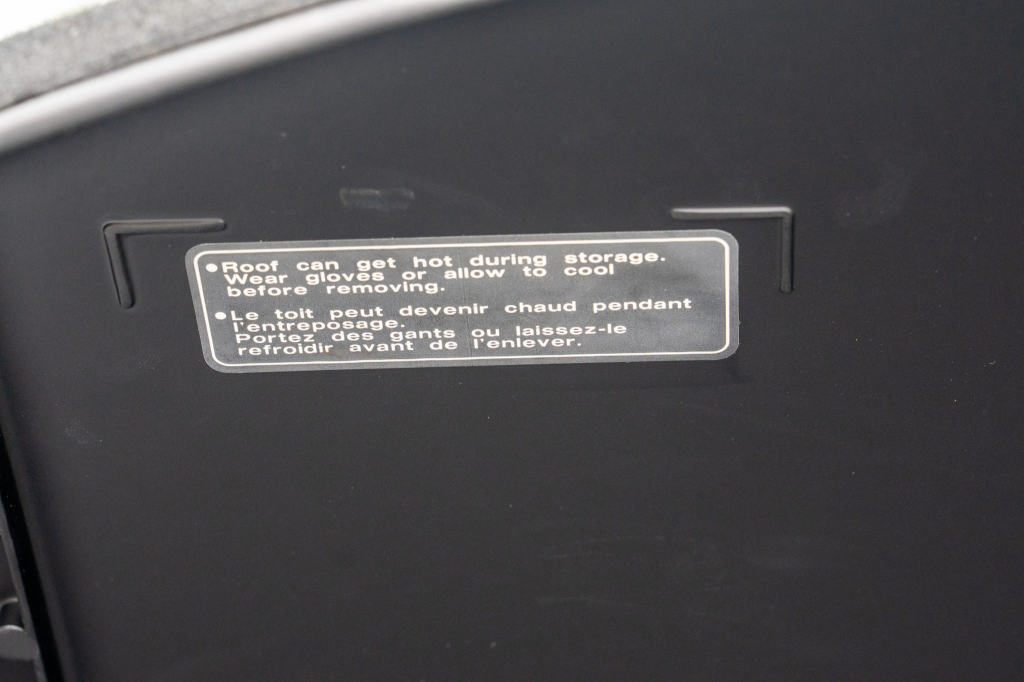 ●Roof can get hot during storage.
Wear gloves or allow to cool
before removing.
●Le toit peut devenir chaud pendant
l'entreposage.
Portez des gants ou laissez-le
refroidir avant de l'enlever.